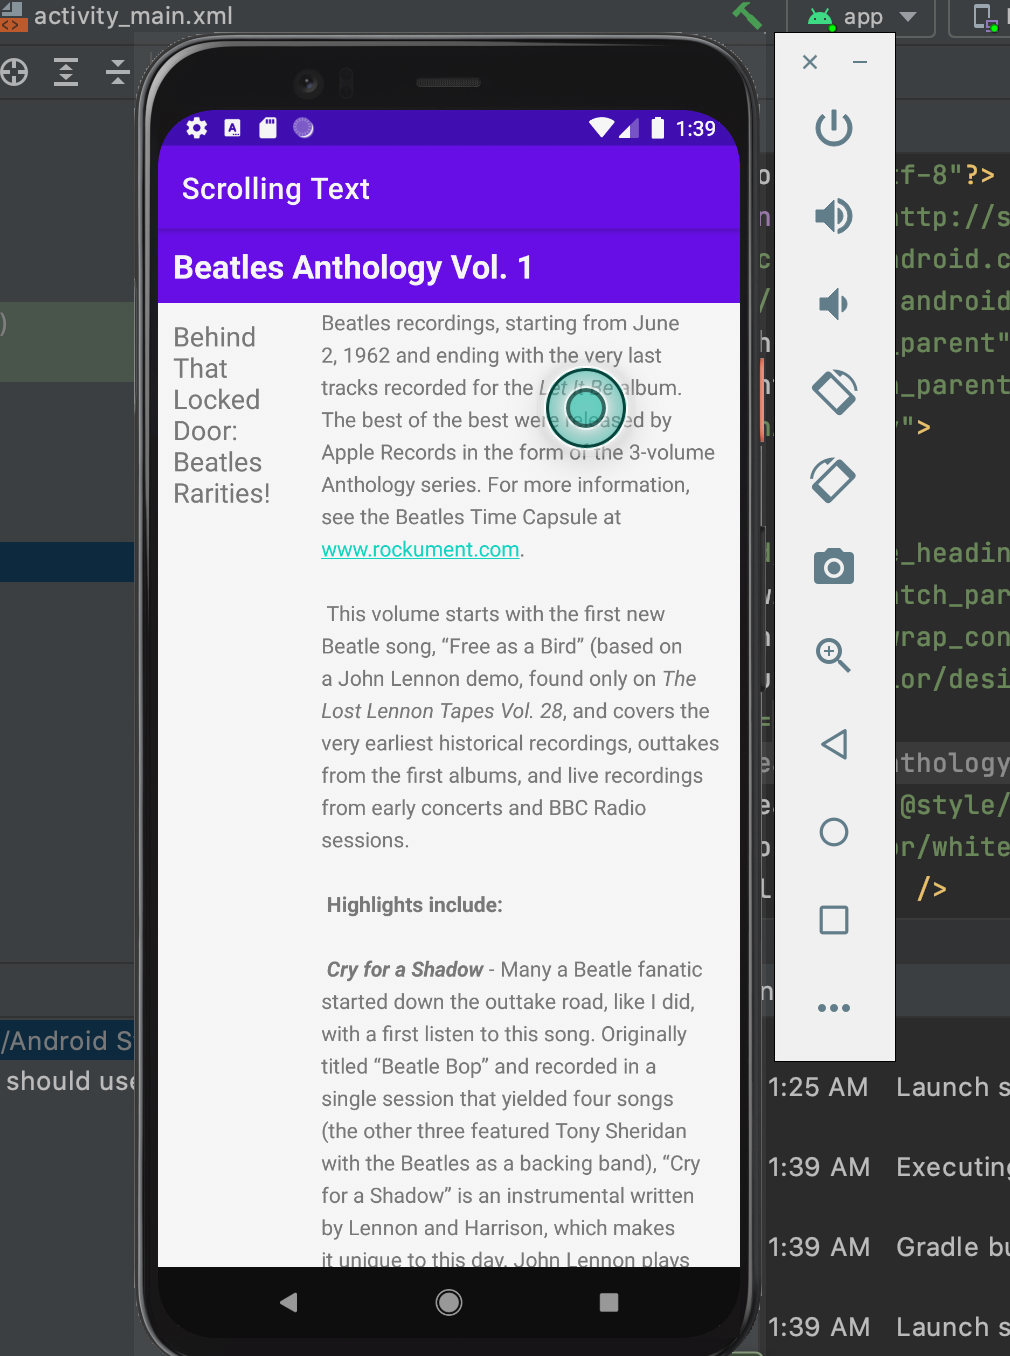 activity_main.xml
app
1:39
Scrolling Text
Beatles Anthology Vol. 1
Behind
That
Locked
Door:
Beatles
Rarities!
Beatles recordings, starting from June
2, 1962 and ending with the very last
tracks recorded for the Let It Be album.
The best of the best were released by
Apple Records in the form of the 3-volume
Anthology series. For more information,
see the Beatles Time Capsule at
www.rockument.com.
This volume starts with the first new
Beatle song, “Free as a Bird” (based on
a John Lennon demo, found only on The
Lost Lennon Tapes Vol. 28, and covers the
very earliest historical recordings, outtakes
from the first albums, and live recordings
from early concerts and BBC Radio
sessions.
Highlights include:
Cry for a Shadow - Many a Beatle fanatic
started down the outtake road, like I did,
with a first listen to this song. Originally
titled “Beatle Bop” and recorded in a
single session that yielded four songs
(the other three featured Tony Sheridan
with the Beatles as a backing band), “Cry
for a Shadow” is an instrumental written
by Lennon and Harrison, which makes
it unique to this day. John Lennon plays
)
/Android S
should use
tf-8"?>
ttp://s
droid.c
android
_parent"
_parent
">
e_headin
tch_par
rap_con
or/desi
thology
@style/
or/white
/>
1:25 AM Launch s
1:39 AM Executing
1:39 AM Gradle bu
1:39 AM Launch s